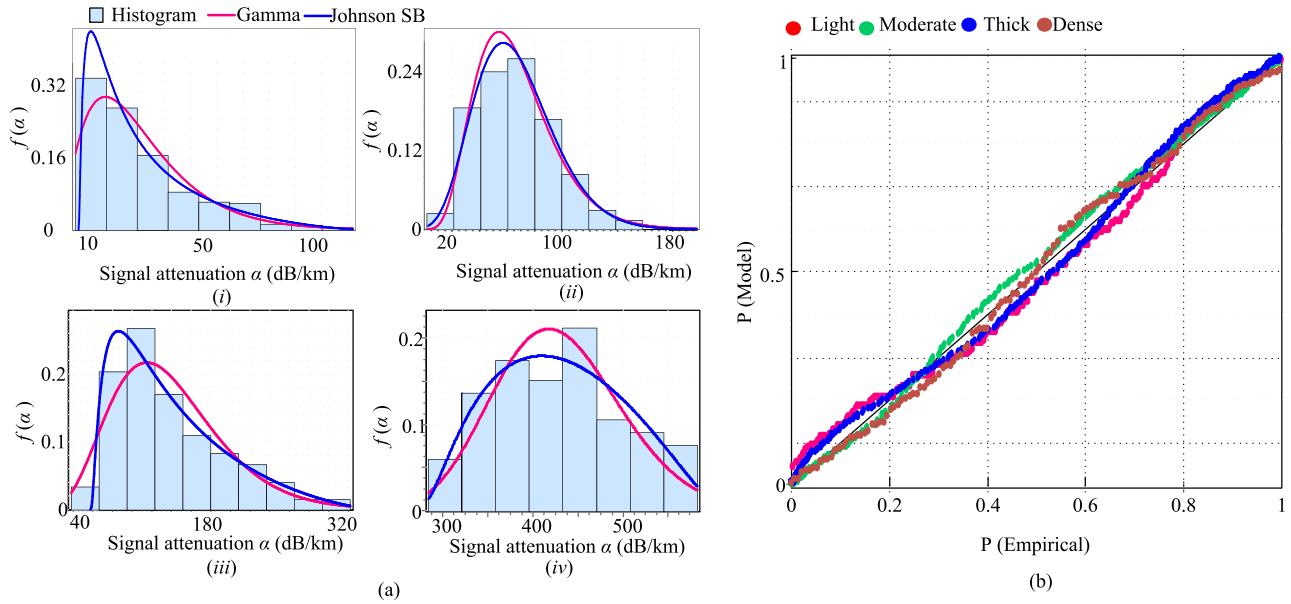 Histogram Gamma Johnson SB
f(α)
0.32
0.16
0
10 50 100
Signal attenuation α (dB/km)
(i)
f(α)
0.24
0.12
0
20 100 180
Signal attenuation α (dB/km)
(ii)
f(α)
0.2
0.1
0
40 180 320
Signal attenuation α (dB/km)
(iii)
f(α)
0.2
0.1
0
300 400 500
Signal attenuation α (dB/km)
(iv)
(a)
Light Moderate Thick Dense
P (Model)
1
0.5
0
0 0.2 0.4 0.6 0.8 1
P (Empirical)
(b)